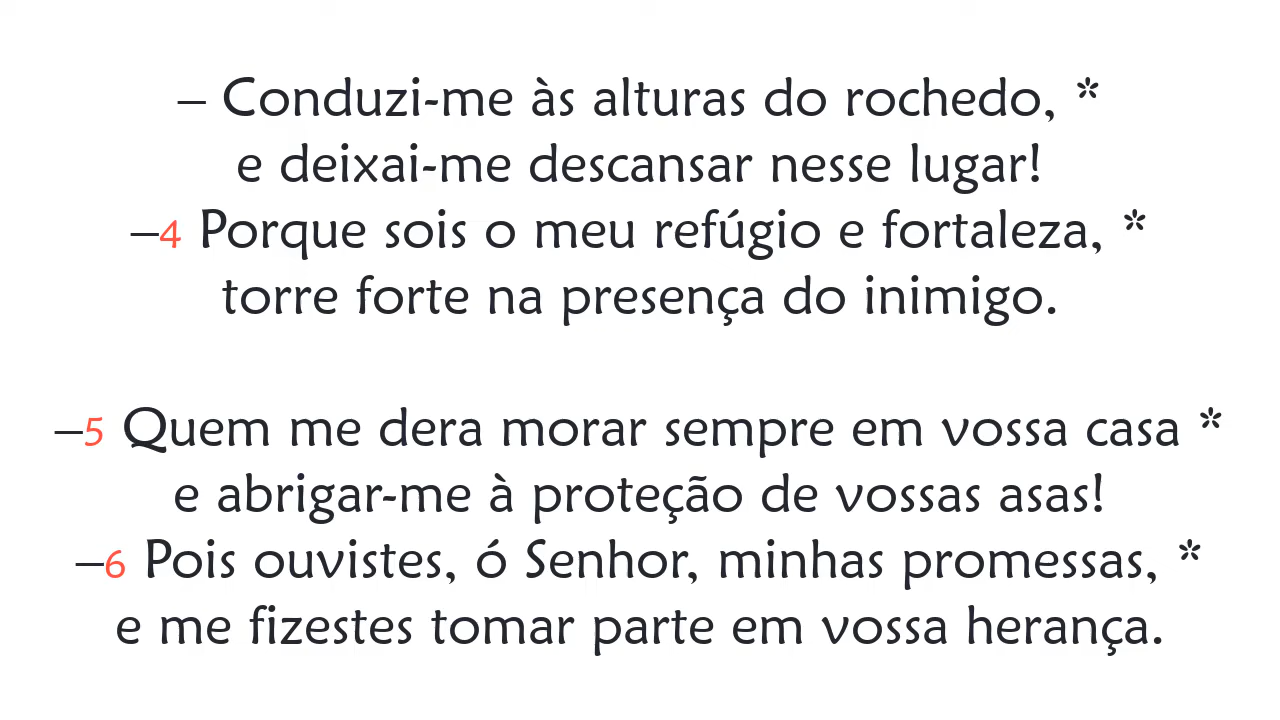 – Conduzi-me às alturas do rochedo, *
e deixai-me descansar nesse lugar!
–4 Porque sois o meu refúgio e fortaleza, *
torre forte na presença do inimigo.
–5 Quem me dera morar sempre em vossa casa *
e abrigar-me à proteção de vossas asas!
–6 Pois ouvistes, ó Senhor, minhas promessas, *
e me fizestes tomar parte em vossa herança.